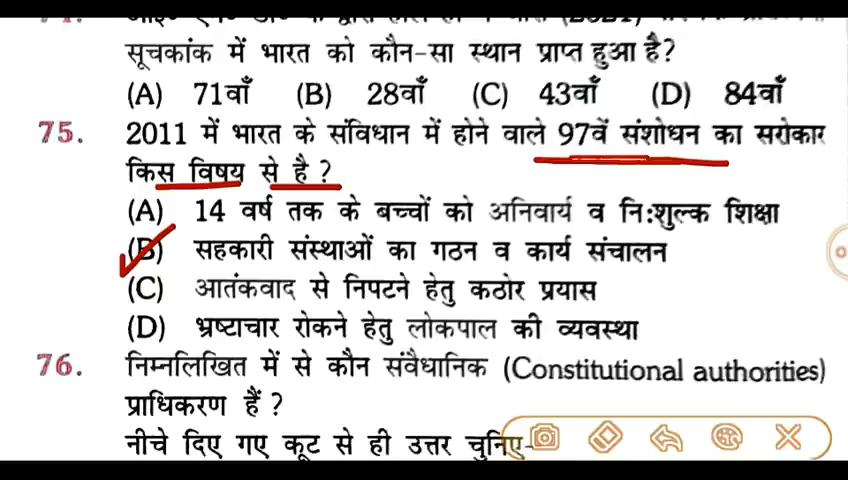 सूचकांक में भारत को कौन-सा स्थान प्राप्त हुआ है?
(A) 71वाँ (B) 28वाँ (C) 43वाँ (D) 84वाँ
75. 2011 में भारत के संविधान में होने वाले 97वें संशोधन का सरोकार
किस विषय से है ?
(A) 14 वर्ष तक के बच्चों को अनिवार्य व नि:शुल्क शिक्षा
(B) सहकारी संस्थाओं का गठन व कार्य संचालन
(C) आतंकवाद से निपटने हेतु कठोर प्रयास
(D) भ्रष्टाचार रोकने हेतु लोकपाल की व्यवस्था
76. निम्नलिखित में से कौन संवैधानिक (Constitutional authorities)
प्राधिकरण हैं ?
नीचे दिए गए कूट से ही उत्तर चुनिए-